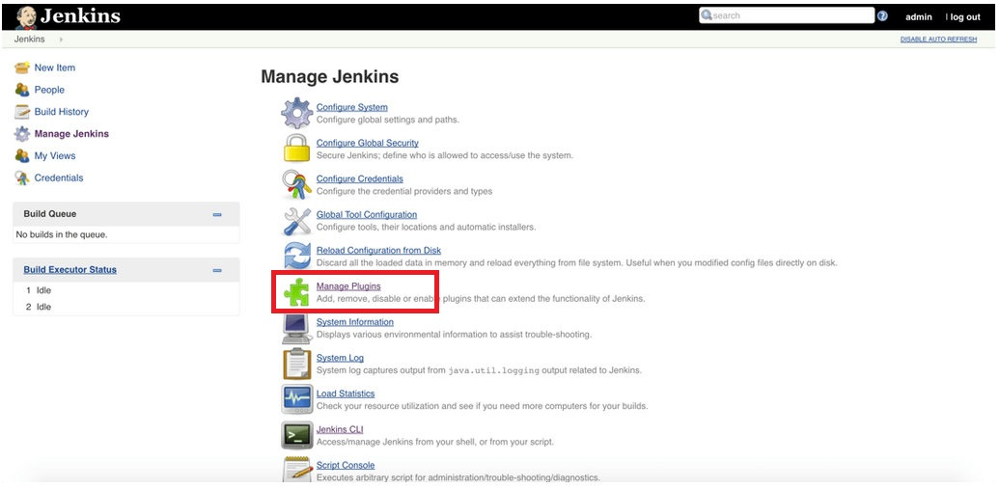 Jenkins
search
admin | log out
Jenkins
DISABLE AUTO REFRESH
New Item
People
Build History
Manage Jenkins
My Views
Credentials
Build Queue
No builds in the queue.
Build Executor Status
1 Idle
2 Idle
Manage Jenkins
Configure System
Configure global settings and paths.
Configure Global Security
Secure Jenkins; define who is allowed to access/use the system.
Configure Credentials
Configure the credential providers and types
Global Tool Configuration
Configure tools, their locations and automatic installers.
Reload Configuration from Disk
Discard all the loaded data in memory and reload everything from file system. Useful when you modified config files directly on disk.
Manage Plugins
Add, remove, disable or enable plugins that can extend the functionality of Jenkins.
System Information
Displays various environmental information to assist trouble-shooting.
System Log
System log captures output from java.util.logging output related to Jenkins.
Load Statistics
Check your resource utilization and see if you need more computers for your builds.
Jenkins CLI
Access/manage Jenkins from your shell, or from your script.
Script Console
Executes arbitrary script for administration/trouble-shooting/diagnostics.